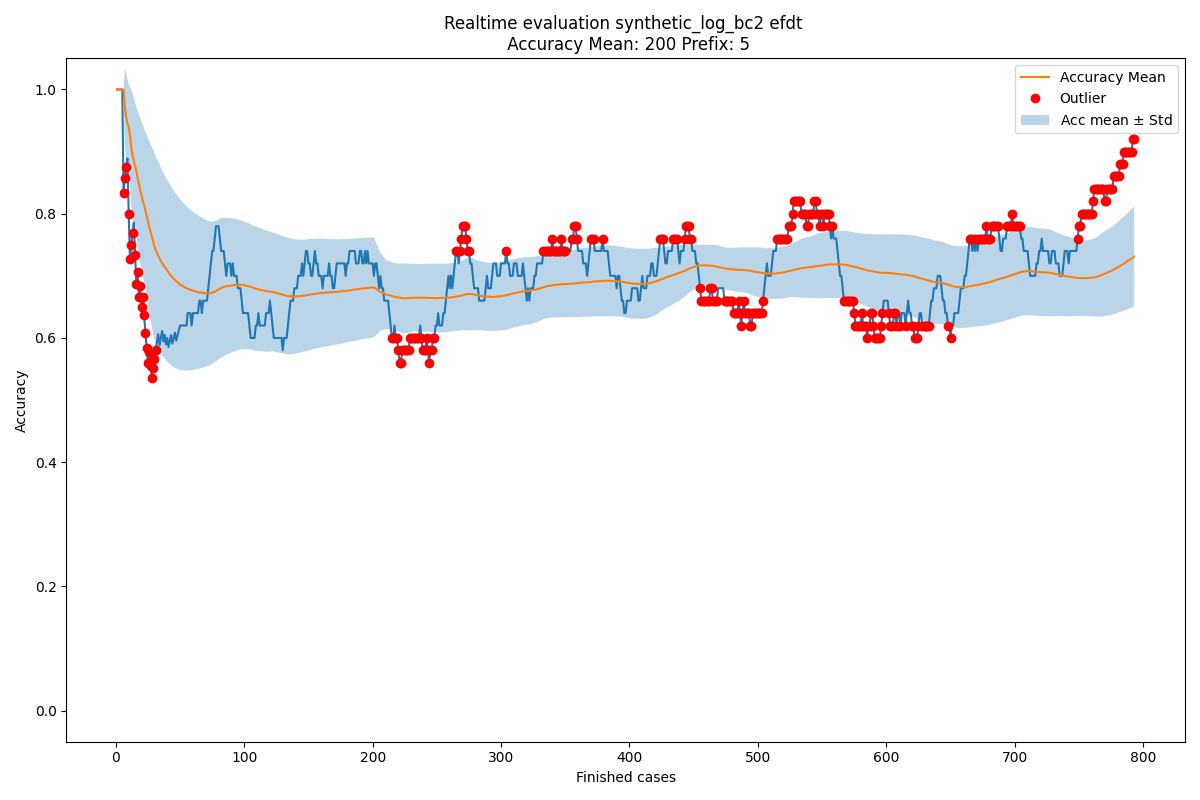 Realtime evaluation synthetic_log_bc2 efdt
Accuracy Mean: 200 Prefix: 5
Accuracy Mean
Outlier
Acc mean ± Std
1.0
0.8
0.6
0.4
0.2
0.0
Accuracy
0 100 200 300 400 500 600 700 800
Finished cases